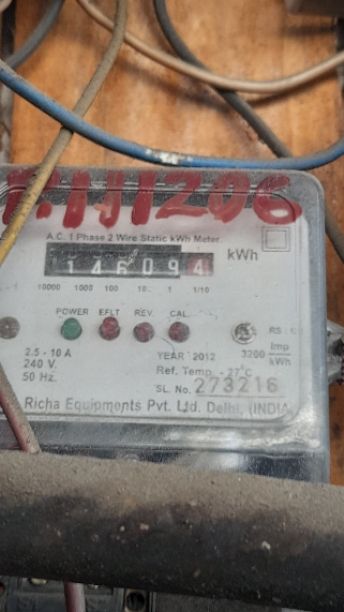 A.C. 1 Phase 2 Wire Static kWh Meter.
146094 kWh
10000 1000 100 10 1 1/10
POWER EFLT REV. CAL.
2.5 - 10 A
240 V.
50 Hz.
YEAR 2012
Ref. Temp. - 27°C
SL. No. 273216
3200 Imp
kWh
Richa Equipments Pvt. Ltd. Delhi, (INDIA